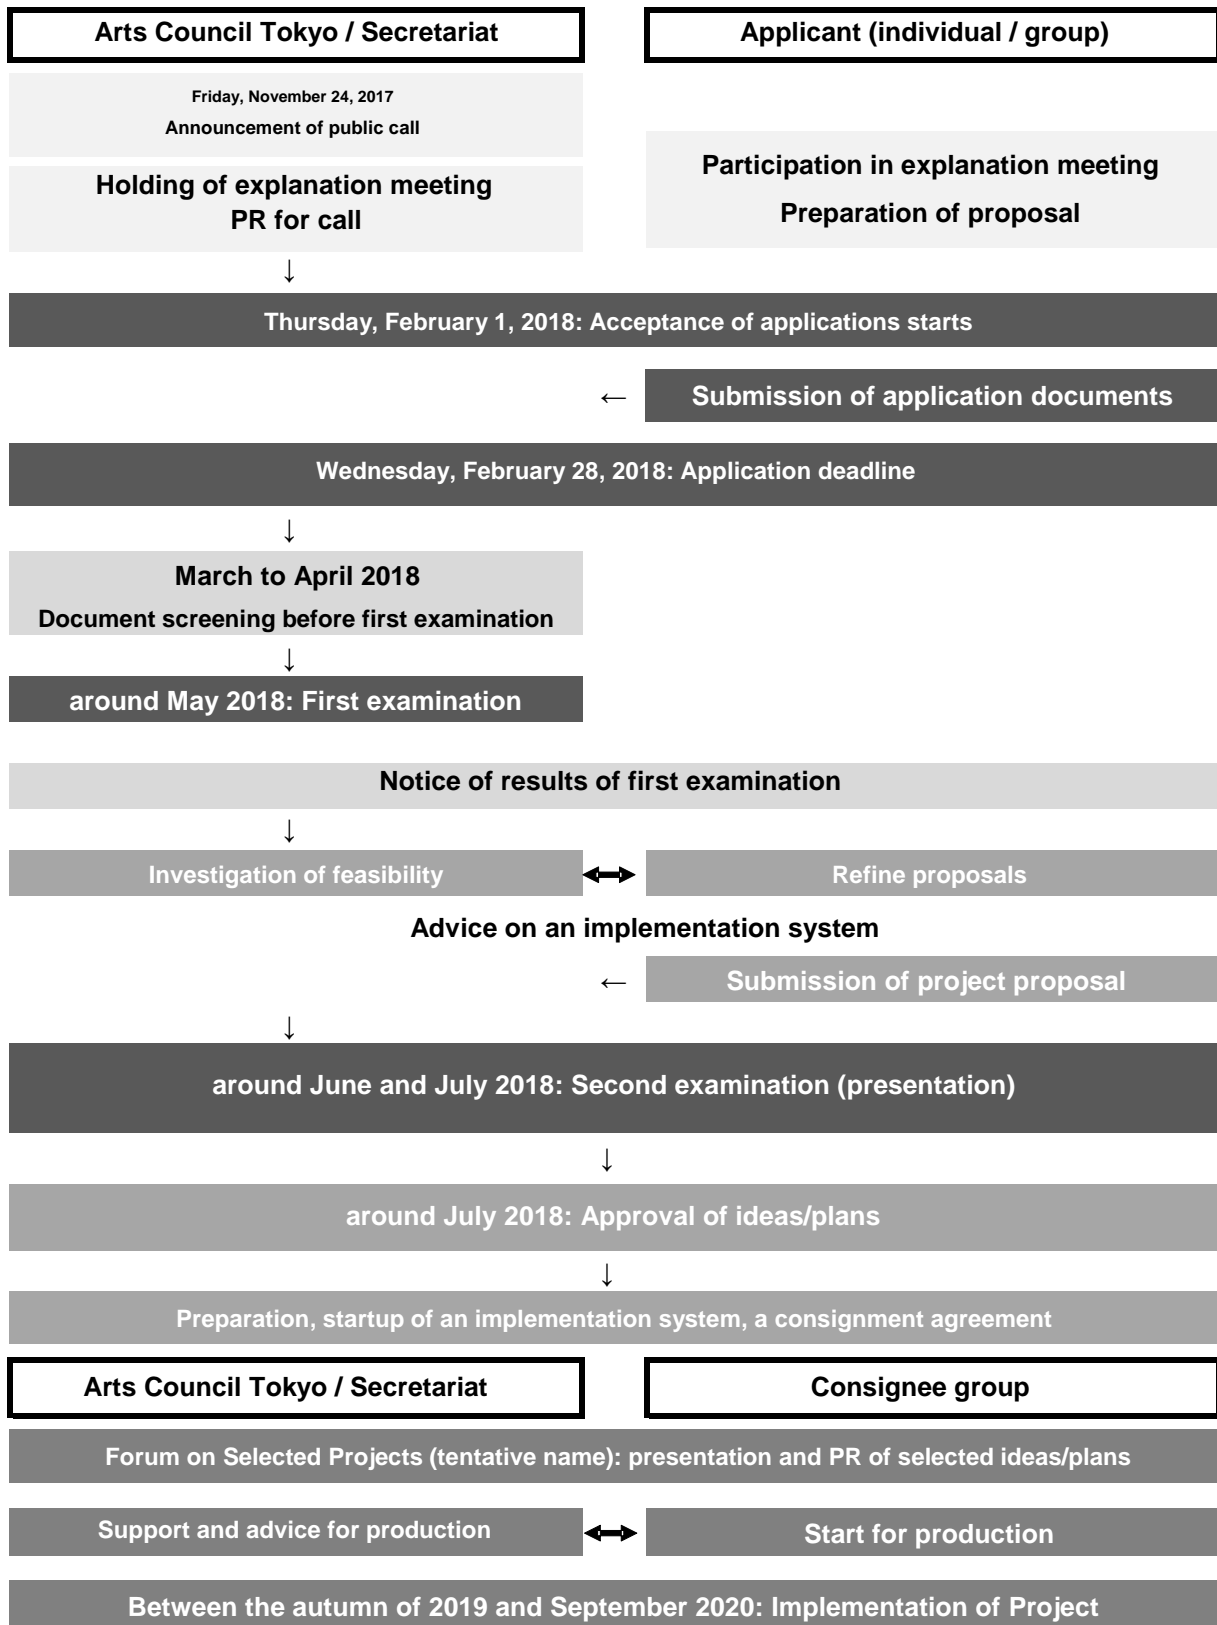 Arts Council Tokyo / Secretariat
Applicant (individual / group)
Friday, November 24, 2017
Announcement of public call
Holding of explanation meeting
PR for call
Participation in explanation meeting
Preparation of proposal
↓
Thursday, February 1, 2018: Acceptance of applications starts
← Submission of application documents
Wednesday, February 28, 2018: Application deadline
↓
March to April 2018
Document screening before first examination
↓
around May 2018: First examination
Notice of results of first examination
↓
Investigation of feasibility ↔ Refine proposals
Advice on an implementation system
← Submission of project proposal
↓
around June and July 2018: Second examination (presentation)
↓
around July 2018: Approval of ideas/plans
↓
Preparation, startup of an implementation system, a consignment agreement
Arts Council Tokyo / Secretariat
Consignee group
Forum on Selected Projects (tentative name): presentation and PR of selected ideas/plans
Support and advice for production ↔ Start for production
Between the autumn of 2019 and September 2020: Implementation of Project